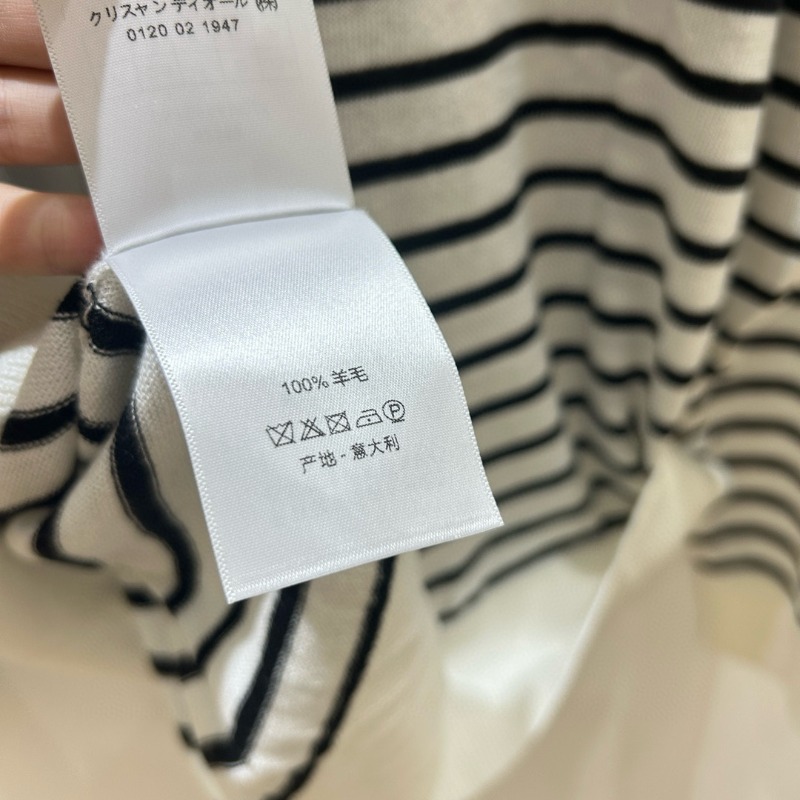 クリスチャン ディオール ㈱
0120 02 1947
100% 羊毛
P
产地 - 意大利